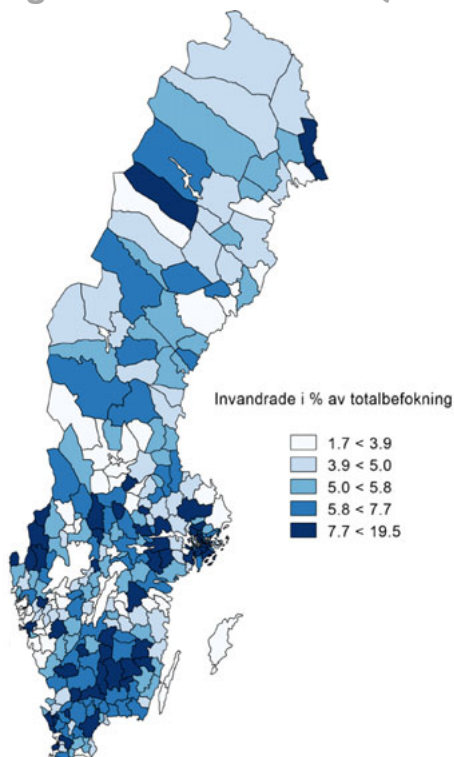 Invandrade i % av totalbefokning
1.7 < 3.9
3.9 < 5.0
5.0 < 5.8
5.8 < 7.7
7.7 < 19.5